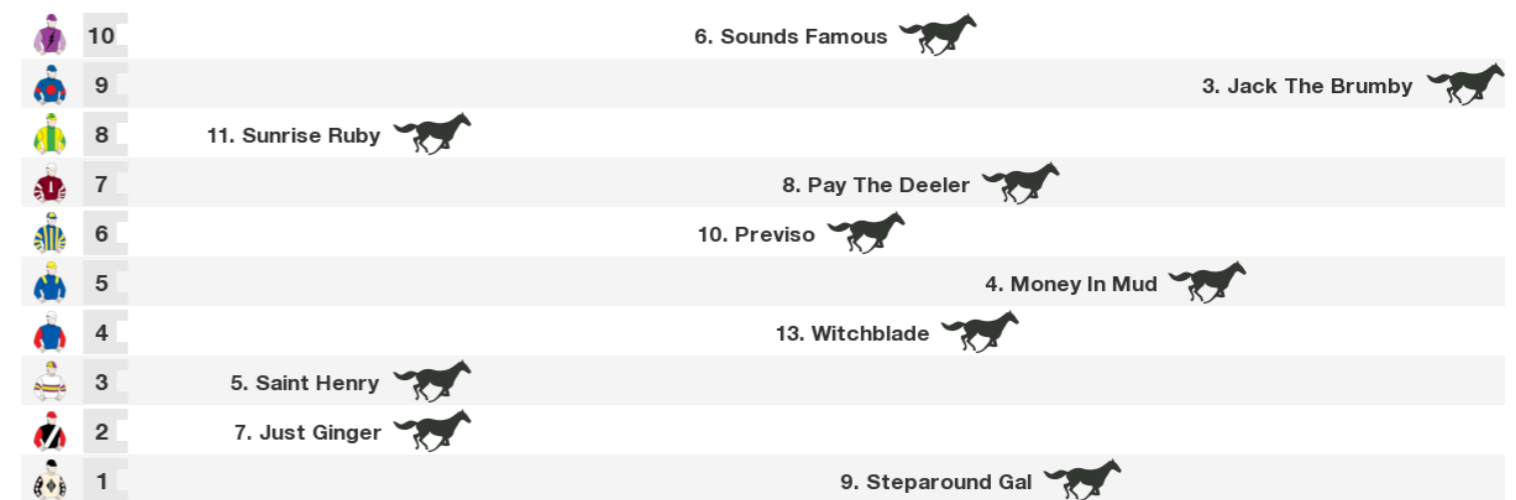 10 6. Sounds Famous
9 3. Jack The Brumby
8 11. Sunrise Ruby
7 8. Pay The Deeler
6 10. Previso
5 4. Money In Mud
4 13. Witchblade
3 5. Saint Henry
2 7. Just Ginger
1 9. Steparound Gal